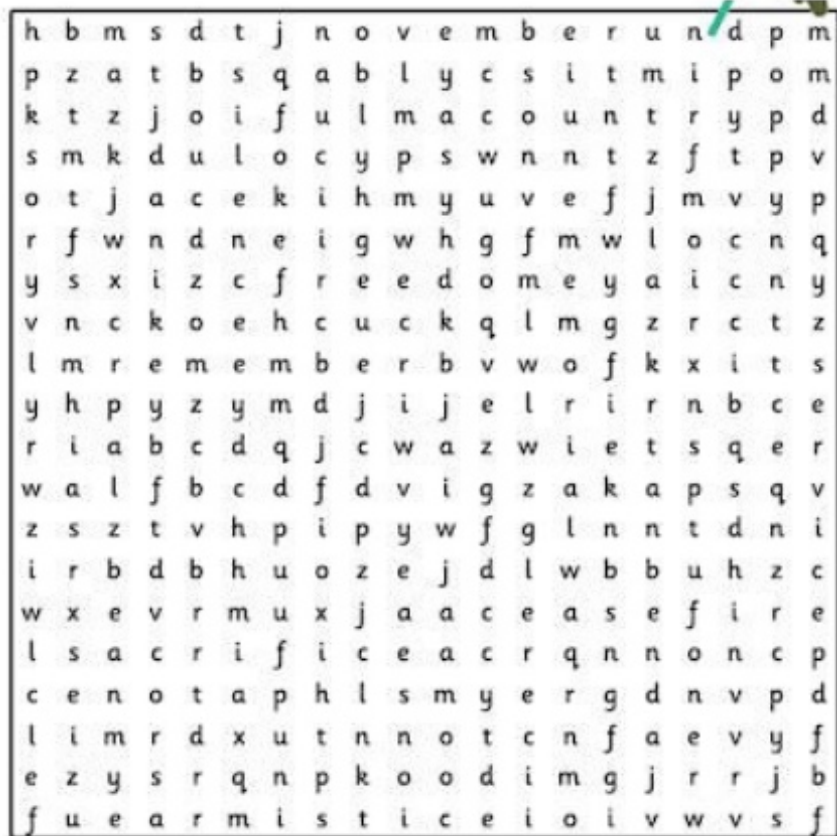 h b m s d t j n o v e m b e r u n d p m
p z a t b s q a b l y c s i t m i p o m
k t z j o i f u l m a c o u n t r y p d
s m k d u l o c y p s w n n t z f t p v
o t j a c e k i h m y u v e f j m v y p
r f w n d n e i g w h g f m w l o c n q
y s x i z c f r e e d o m e y a i c n y
v n c k o e h c u c k q l m g z r c t z
l m r e m e m b e r b v w o f k x i t s
y h p y z y m d j i j e l r i r n b c e
r i a b c d q j c w a z w i e t s q e r
w a l f b c d f d v i g z a k a p s q v
z s z t v h p i p y w f g l n n t d n i
i r b d b h u o z e j d l w b b u h z c
w x e v r m u x j a a c e a s e f i r e
l s a c r i f i c e a c r q n n o n c p
c e n o t a p h l s m y e r g d n v p d
l i m r d x u t n n o t c n f a e v y f
e z y s r q n p k o o d i m g j r r j b
f u e a r m i s t i c e i o i v w v s f